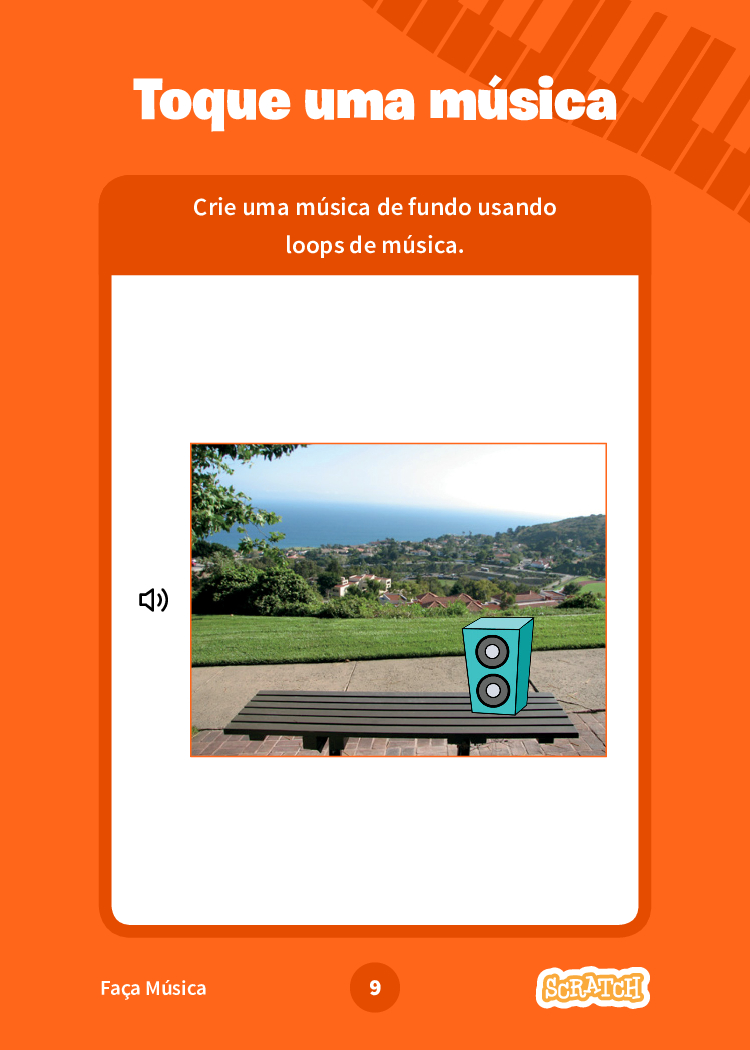 Toque uma música
Crie uma música de fundo usando
loops de música.
Faça Música
9
SCRATCH